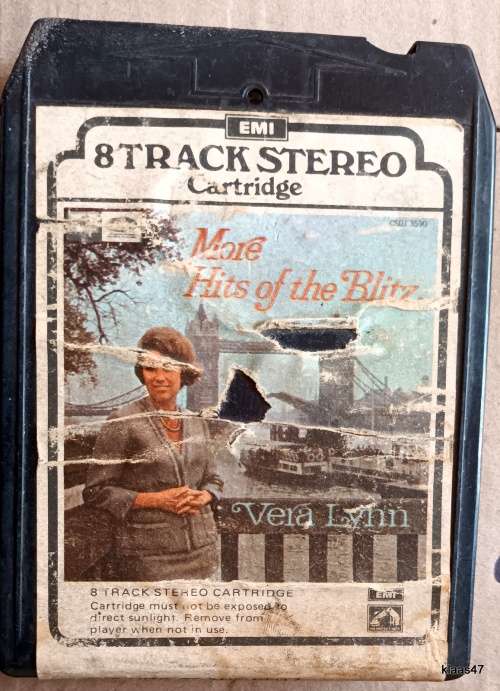 EMI
8 TRACK STEREO
Cartridge
More
Hits of the Blitz
Vera Lynn
8 TRACK STEREO CARTRIDGE
EMI
Cartridge must not be exposed to
direct sunlight. Remove from
player when not in use.
klaas47